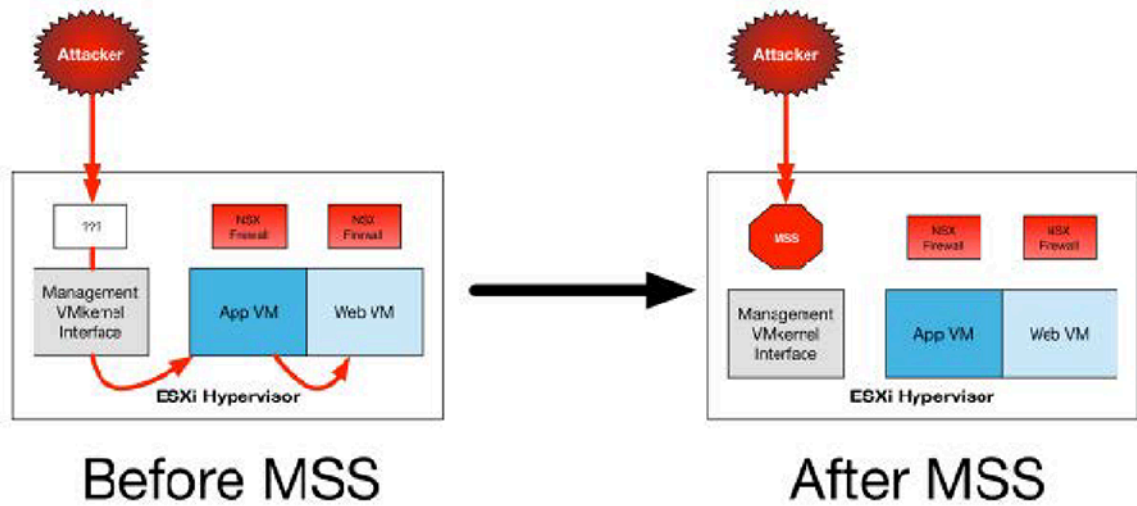 Attacker
???
NSX
Firewall
NSX
Firewall
Management
VMkernel
Interface
App VM
Web VM
ESXi Hypervisor
Before MSS
Attacker
MSS
NSX
Firewall
NSX
Firewall
Management
VMkernel
Interface
App VM
Web VM
ESXi Hypervisor
After MSS